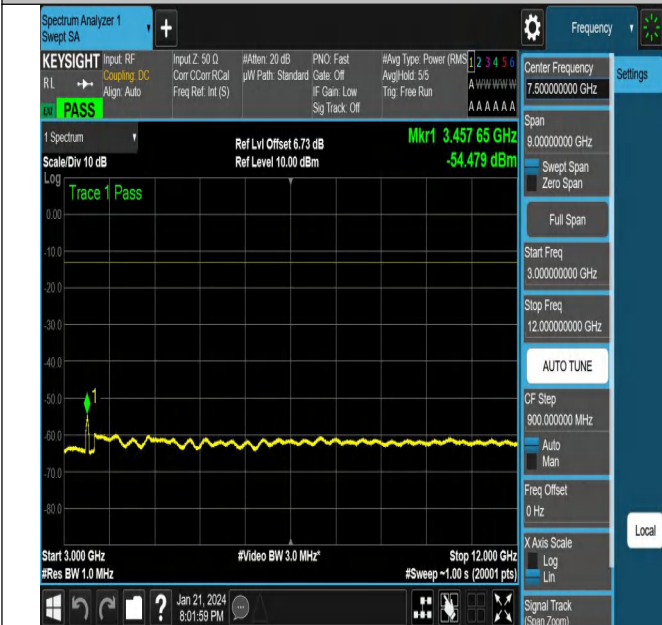 Spectrum Analyzer 1
Swept SA
+
Frequency
KEYSIGHT
RL
PASS
Input: RF
Coupling: DC
Align: Auto
Input Z: 50 Ω
Corr CCorr RCal
Freq Ref: Int (S)
#Atten: 20 dB
µW Path: Standard
PNO: Fast
Gate: Off
IF Gain: Low
Sig Track: Off
#Avg Type: Power (RMS
Avg|Hold: 5/5
Trig: Free Run
1 2 3 4 5 6
A W W W W W
A A A A A A
1 Spectrum
Scale/Div 10 dB
Ref Lvl Offset 6.73 dB
Ref Level 10.00 dBm
Mkr1 3.457 65 GHz
-54.479 dBm
Log
Trace 1 Pass
0.00
-10.0
-20.0
-30.0
-40.0
-50.0
-60.0
-70.0
-80.0
1
Start 3.000 GHz
#Res BW 1.0 MHz
#Video BW 3.0 MHz*
Stop 12.000 GHz
#Sweep ~1.00 s (20001 pts)
Jan 21, 2024
8:01:59 PM
Center Frequency
7.500000000 GHz
Settings
Span
9.00000000 GHz
Swept Span
Zero Span
Full Span
Start Freq
3.000000000 GHz
Stop Freq
12.000000000 GHz
AUTO TUNE
CF Step
900.000000 MHz
Auto
Man
Freq Offset
0 Hz
X Axis Scale
Log
Lin
Local
Signal Track
(Span Zoom)